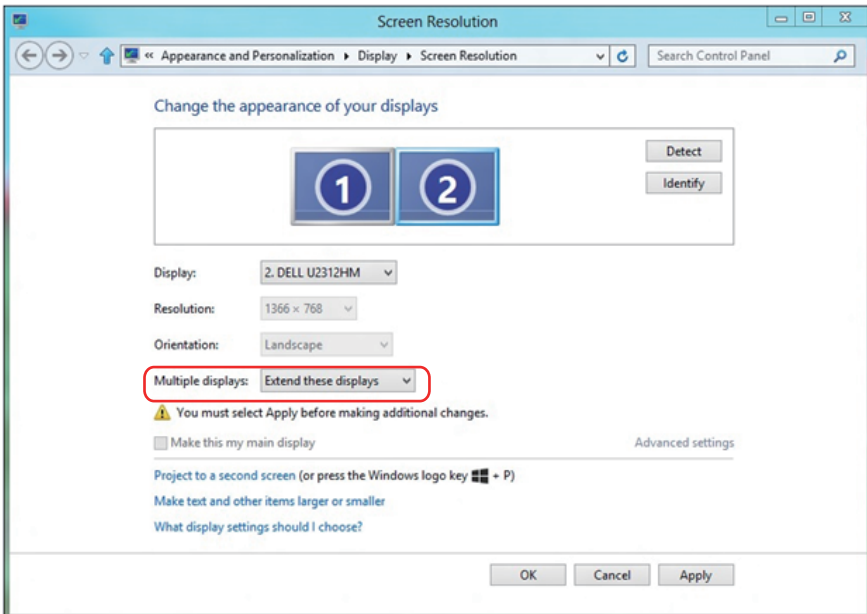 Screen Resolution
« Appearance and Personalization ▸ Display ▸ Screen Resolution
Search Control Panel
Change the appearance of your displays
1
2
Detect
Identify
Display: 2. DELL U2312HM
Resolution: 1366 × 768
Orientation: Landscape
Multiple displays: Extend these displays
You must select Apply before making additional changes.
Make this my main display
Advanced settings
Project to a second screen (or press the Windows logo key + P)
Make text and other items larger or smaller
What display settings should I choose?
OK
Cancel
Apply